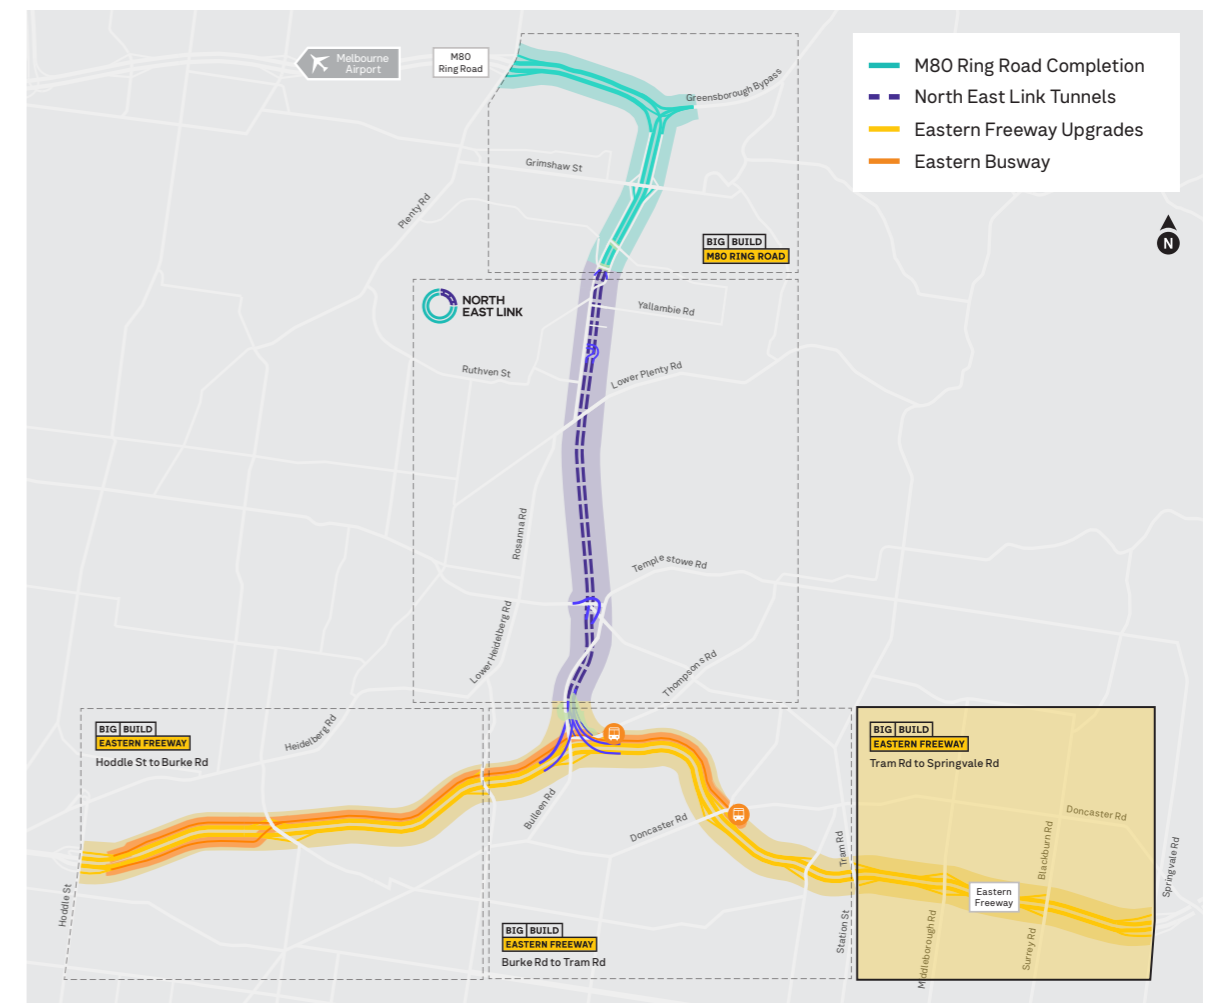 Melbourne
Airport
M80
Ring Road
M80 Ring Road Completion
North East Link Tunnels
Eastern Freeway Upgrades
Eastern Busway
N
Greensborough Bypass
Grimshaw St
Plenty Rd
BIG BUILD
M80 RING ROAD
NORTH
EAST LINK
Yallambie Rd
Ruthven St
Lower Plenty Rd
Rosanna Rd
Templestowe Rd
Lower Heidelberg Rd
Thompsons Rd
BIG BUILD
EASTERN FREEWAY
Hoddle St to Burke Rd
Heidelberg Rd
BIG BUILD
EASTERN FREEWAY
Tram Rd to Springvale Rd
Bulleen Rd
Doncaster Rd
Tram Rd
Doncaster Rd
Blackburn Rd
Springvale Rd
Eastern
Freeway
Hoddle St
Station St
Middleborough Rd
Surrey Rd
BIG BUILD
EASTERN FREEWAY
Burke Rd to Tram Rd